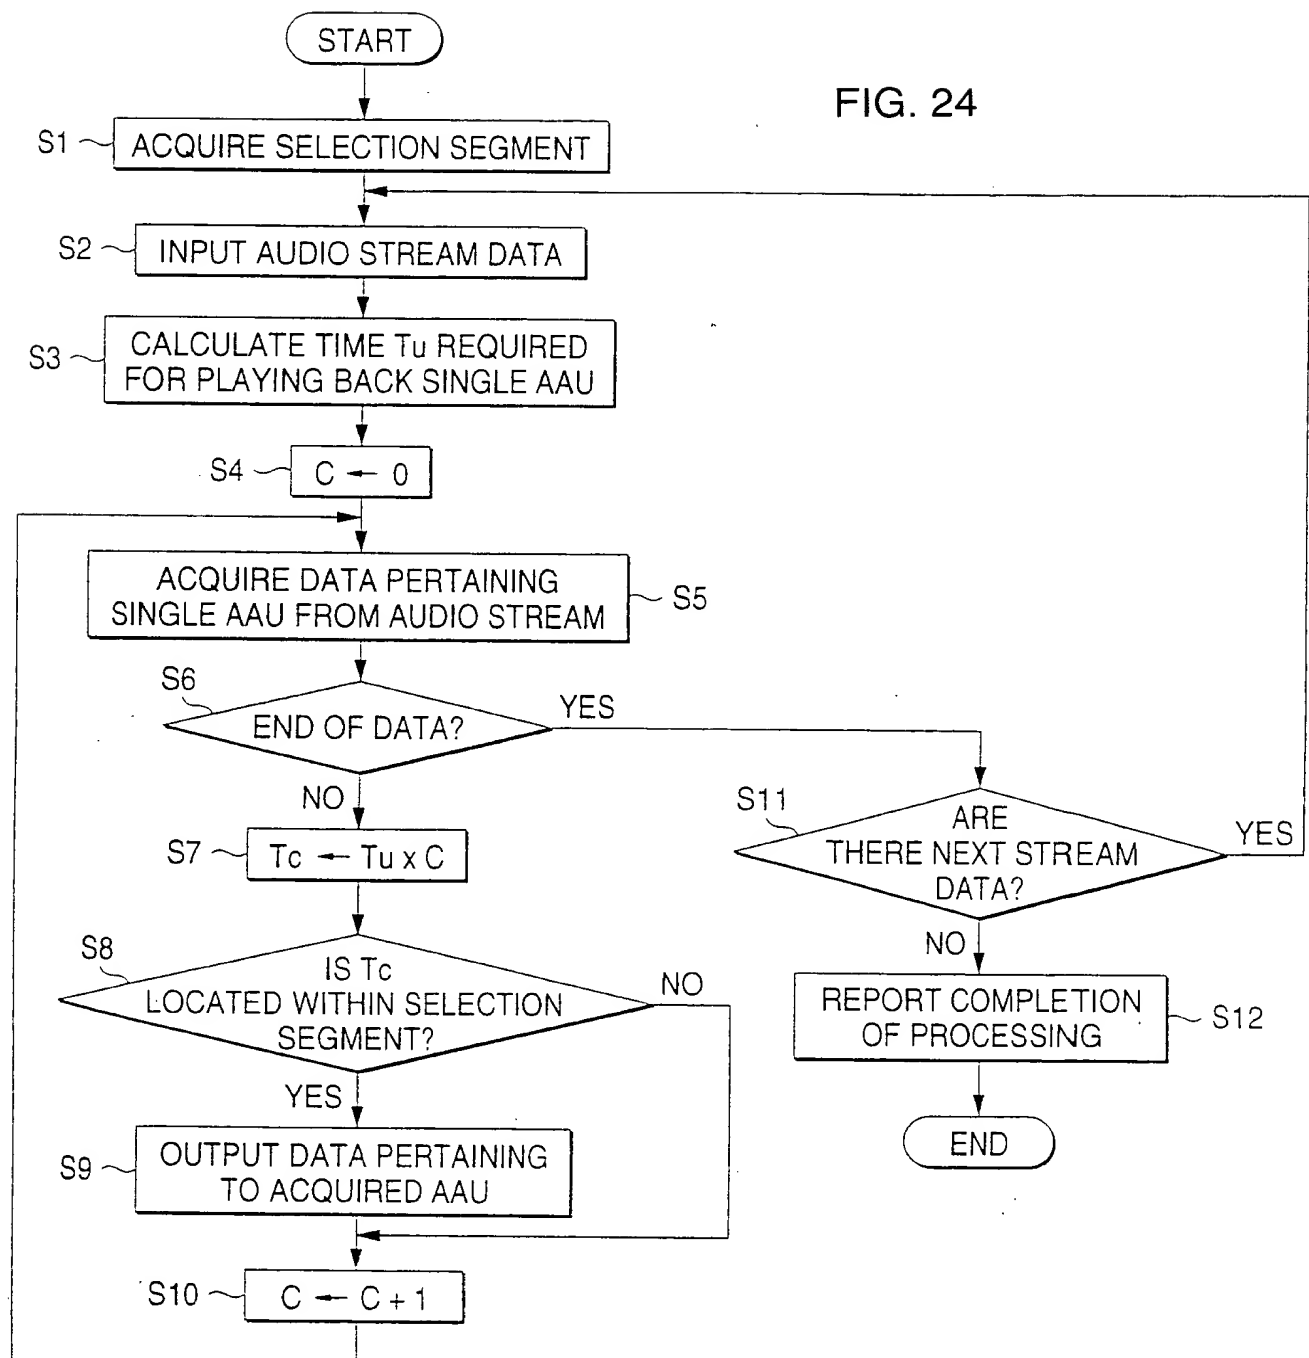 START
FIG. 24
S1
ACQUIRE SELECTION SEGMENT
S2
INPUT AUDIO STREAM DATA
S3
CALCULATE TIME Tu REQUIRED
FOR PLAYING BACK SINGLE AAU
S4
C ← 0
ACQUIRE DATA PERTAINING
SINGLE AAU FROM AUDIO STREAM
S5
S6
END OF DATA?
YES
NO
S7
Tc ← Tu x C
S11
ARE
THERE NEXT STREAM
DATA?
YES
NO
S8
IS Tc
LOCATED WITHIN SELECTION
SEGMENT?
NO
YES
REPORT COMPLETION
OF PROCESSING
S12
S9
OUTPUT DATA PERTAINING
TO ACQUIRED AAU
END
S10
C ← C + 1